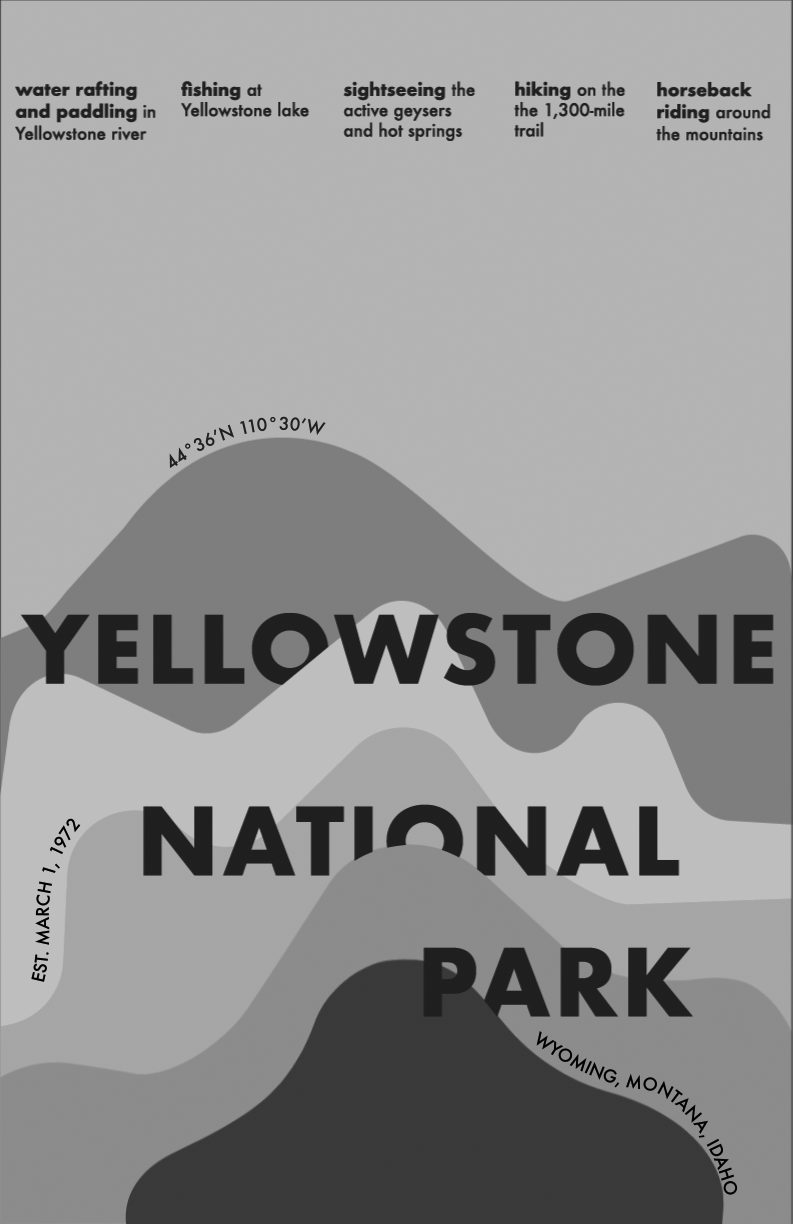 water rafting
and paddling in
Yellowstone river
fishing at
Yellowstone lake
sightseeing the
active geysers
and hot springs
hiking on the
the 1,300-mile
trail
horseback
riding around
the mountains
44°36'N 110°30'W
YELLOWSTONE
NATIONAL
EST. MARCH 1, 1972
PARK
WYOMING, MONTANA, IDAHO